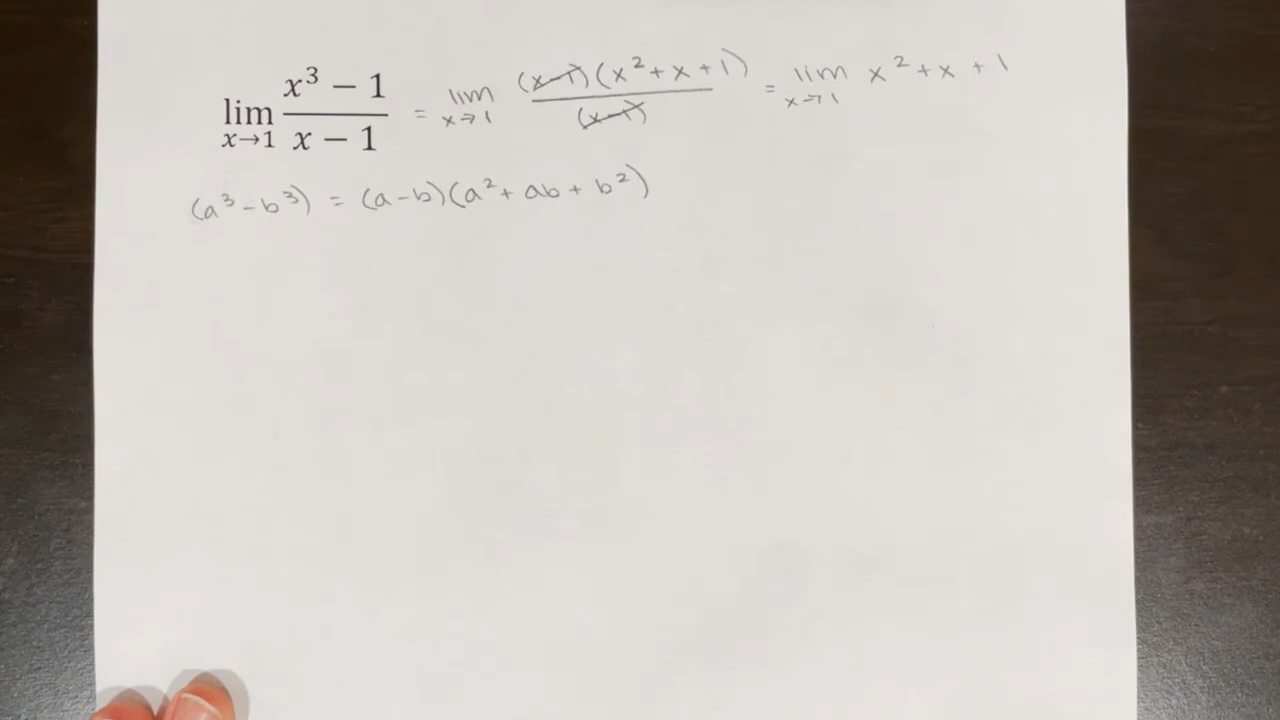 lim x→1 (x³ − 1)/(x − 1) = lim x→1 (x-1)(x²+x+1)/(x-1) = lim x→1 x²+x+1
(a³-b³) = (a-b)(a²+ab+b²)